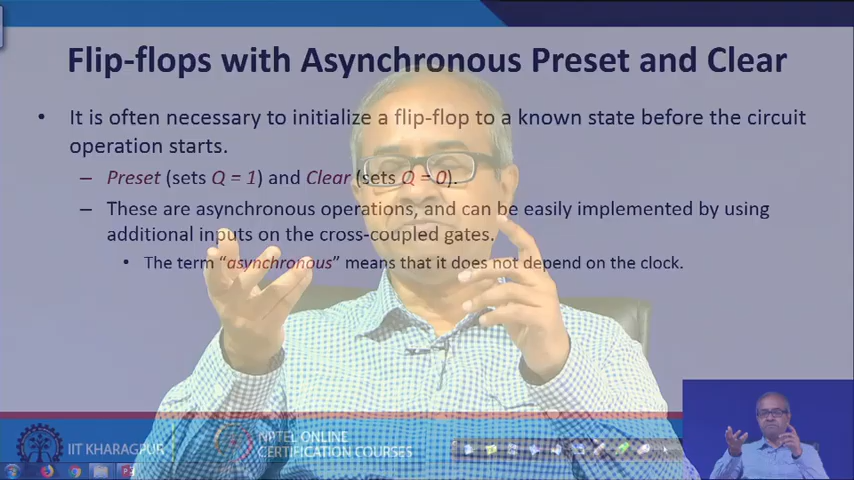 Flip-flops with Asynchronous Preset and Clear
• It is often necessary to initialize a flip-flop to a known state before the circuit
operation starts.
– Preset (sets Q = 1) and Clear (sets Q = 0).
– These are asynchronous operations, and can be easily implemented by using
additional inputs on the cross-coupled gates.
• The term “asynchronous” means that it does not depend on the clock.
IIT KHARAGPUR
NPTEL ONLINE
CERTIFICATION COURSES